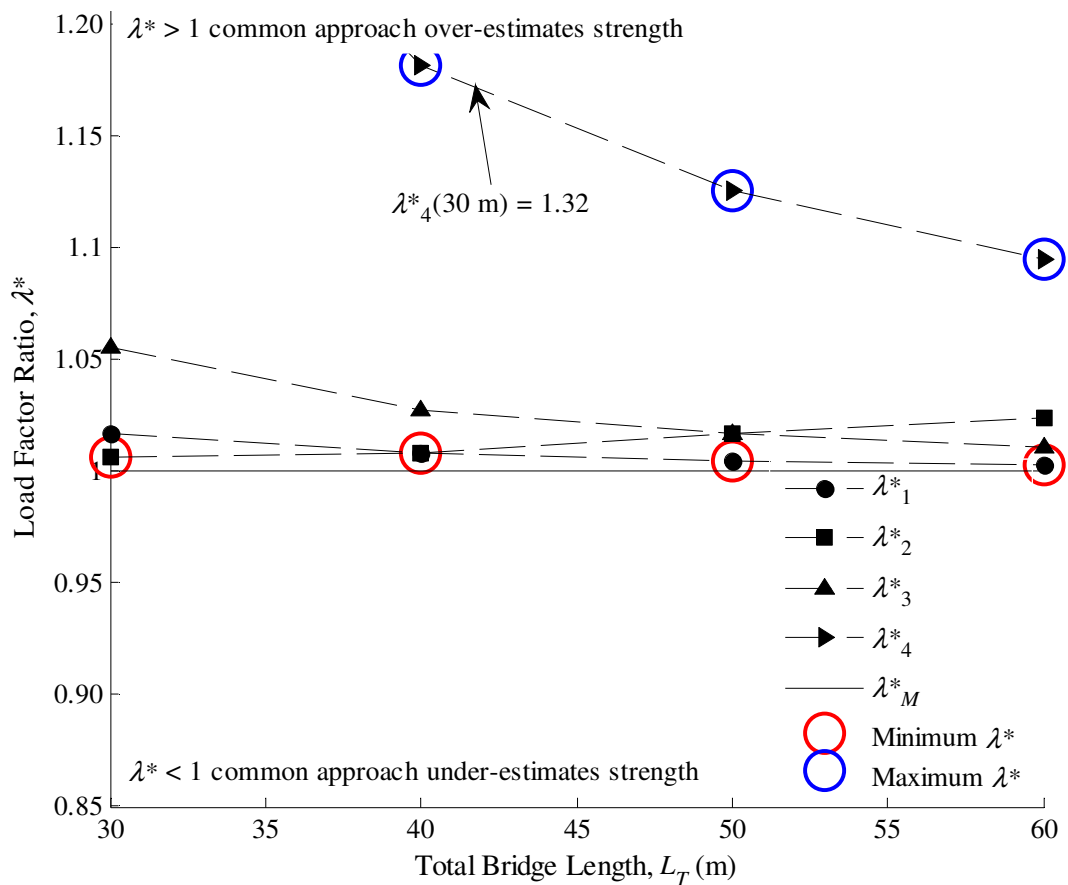 λ* > 1 common approach over-estimates strength
λ*4(30 m) = 1.32
Load Factor Ratio, λ*
1.20
1.15
1.10
1.05
1
0.95
0.90
0.85
λ*1
λ*2
λ*3
λ*4
λ*M
Minimum λ*
Maximum λ*
λ* < 1 common approach under-estimates strength
30 35 40 45 50 55 60
Total Bridge Length, LT (m)